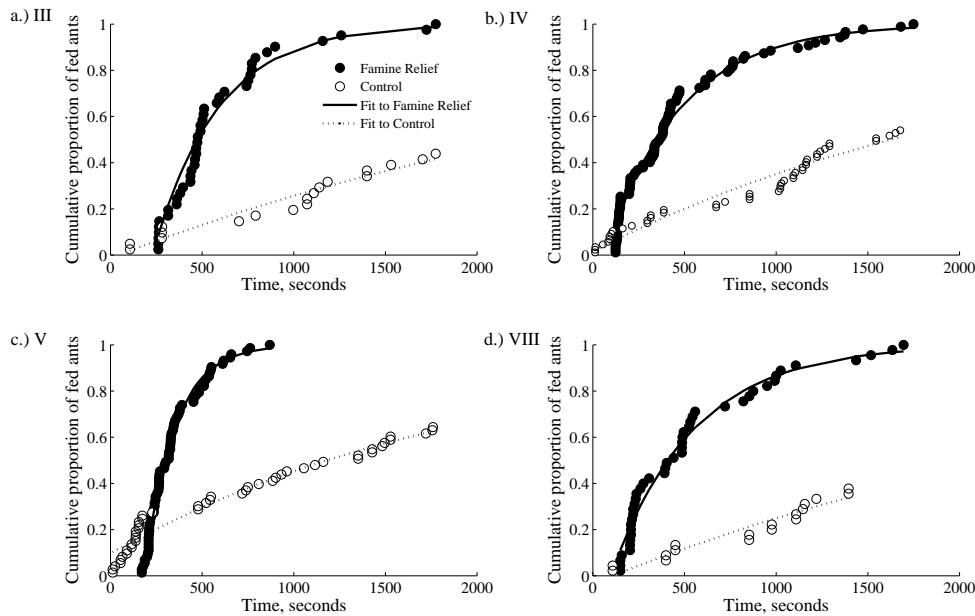 a.) III
Cumulative proportion of fed ants
1
0.8
0.6
0.4
0.2
0
0 500 1000 1500 2000
Time, seconds
Famine Relief
Control
Fit to Famine Relief
Fit to Control
b.) IV
Cumulative proportion of fed ants
1
0.8
0.6
0.4
0.2
0
0 500 1000 1500 2000
Time, seconds
c.) V
Cumulative proportion of fed ants
1
0.8
0.6
0.4
0.2
0
0 500 1000 1500 2000
Time, seconds
d.) VIII
Cumulative proportion of fed ants
1
0.8
0.6
0.4
0.2
0
0 500 1000 1500 2000
Time, seconds